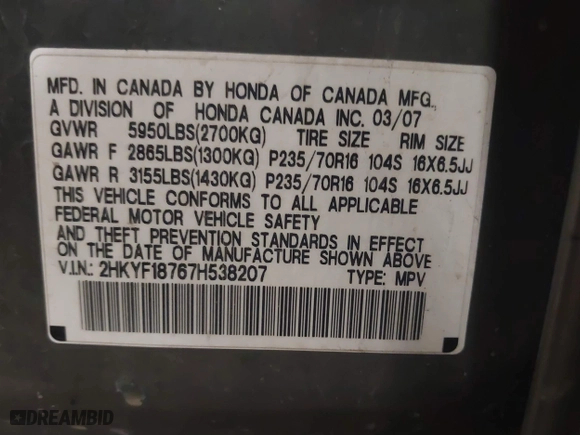 MFD. IN CANADA BY HONDA OF CANADA MFG.,
A DIVISION OF HONDA CANADA INC. 03/07
GVWR 5950LBS(2700KG) TIRE SIZE RIM SIZE
GAWR F 2865LBS(1300KG) P235/70R16 104S 16X6.5JJ
GAWR R 3155LBS(1430KG) P235/70R16 104S 16X6.5JJ
THIS VEHICLE CONFORMS TO ALL APPLICABLE
FEDERAL MOTOR VEHICLE SAFETY
AND THEFT PREVENTION STANDARDS IN EFFECT
ON THE DATE OF MANUFACTURE SHOWN ABOVE.
V.I.N.: 2HKYF18767H538207 TYPE: MPV
DREAMBID